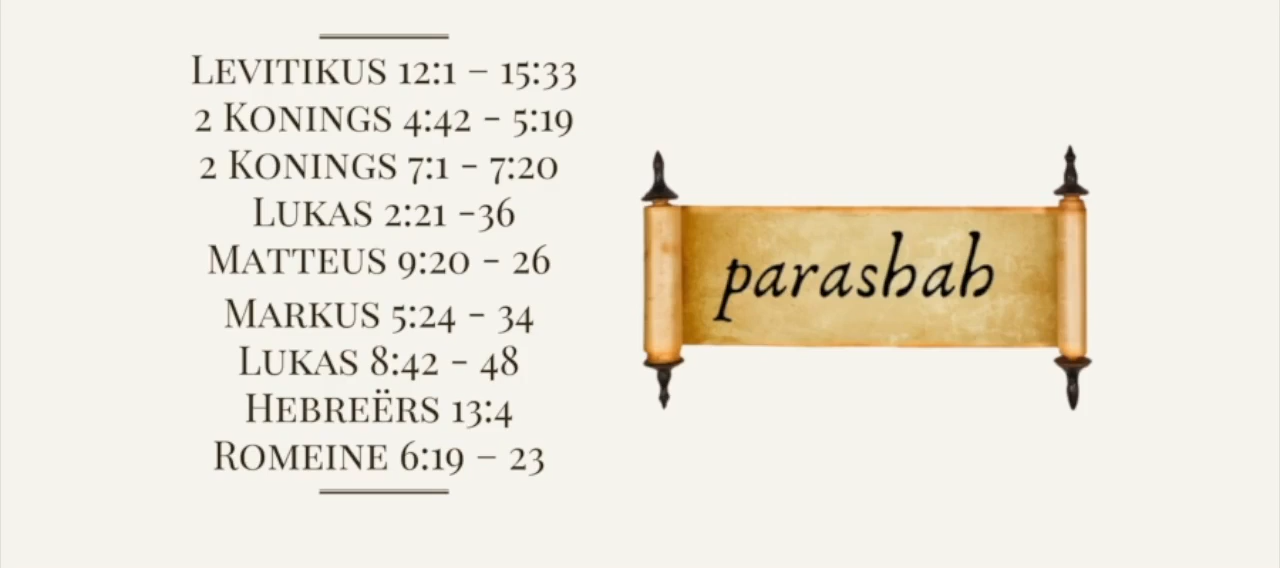 Levitikus 12:1 – 15:33
2 Konings 4:42 - 5:19
2 Konings 7:1 - 7:20
Lukas 2:21 -36
Matteus 9:20 - 26
Markus 5:24 - 34
Lukas 8:42 - 48
Hebreërs 13:4
Romeine 6:19 – 23
parashah